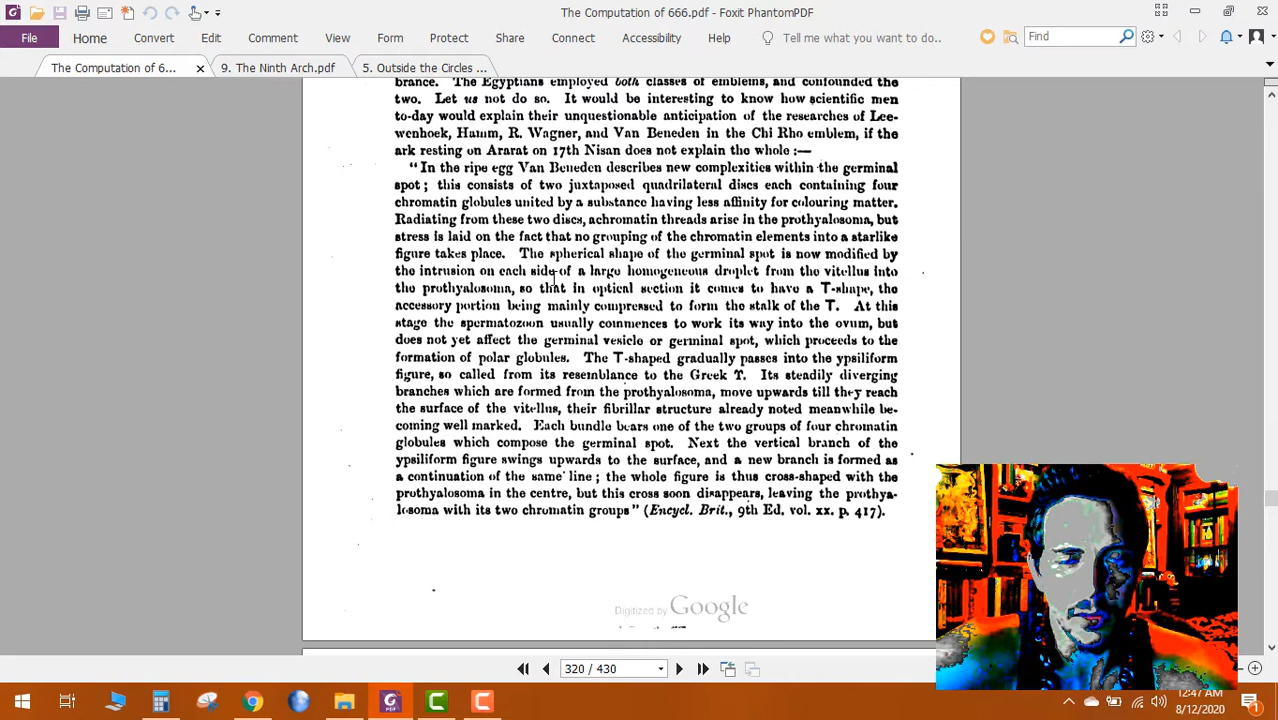 The Computation of 666.pdf - Foxit PhantomPDF
File Home Convert Edit Comment View Form Protect Share Connect Accessibility Help Tell me what you want to do.. Find
The Computation of 6... × 9. The Ninth Arch.pdf 5. Outside the Circles ...
brance. The Egyptians employed both classes of emblems, and confounded the
two. Let us not do so. It would be interesting to know how scientific men
to-day would explain their unquestionable anticipation of the researches of Lee-
wenhoek, Hamm, R. Wagner, and Van Beneden in the Chi Rho emblem, if the
ark resting on Ararat on 17th Nisan does not explain the whole :—
"In the ripe egg Van Beneden describes new complexities within the germinal
spot; this consists of two juxtaposed quadrilateral discs each containing four
chromatin globules united by a substance having less affinity for colouring matter.
Radiating from these two discs, achromatin threads arise in the prothyalosoma, but
stress is laid on the fact that no grouping of the chromatin elements into a starlike
figure takes place. The spherical shape of the germinal spot is now modified by
the intrusion on each side of a large homogeneous droplet from the vitellus into
the prothyalosoma, so that in optical section it comes to have a T-shape, the
accessory portion being mainly compressed to form the stalk of the T. At this
stage the spermatozoon usually commences to work its way into the ovum, but
does not yet affect the germinal vesicle or germinal spot, which proceeds to the
formation of polar globules. The T-shaped gradually passes into the ypsiliform
figure, so called from its resemblance to the Greek ϒ. Its steadily diverging
branches which are formed from the prothyalosoma, move upwards till they reach
the surface of the vitellus, their fibrillar structure already noted meanwhile be-
coming well marked. Each bundle bears one of the two groups of four chromatin
globules which compose the germinal spot. Next the vertical branch of the
ypsiliform figure swings upwards to the surface, and a new branch is formed as
a continuation of the same line; the whole figure is thus cross-shaped with the
prothyalosoma in the centre, but this cross soon disappears, leaving the prothya-
losoma with its two chromatin groups" (Encycl. Brit., 9th Ed. vol. xx. p. 417).
Digitized by Google
320 / 430
12:47 AM
8/12/2020